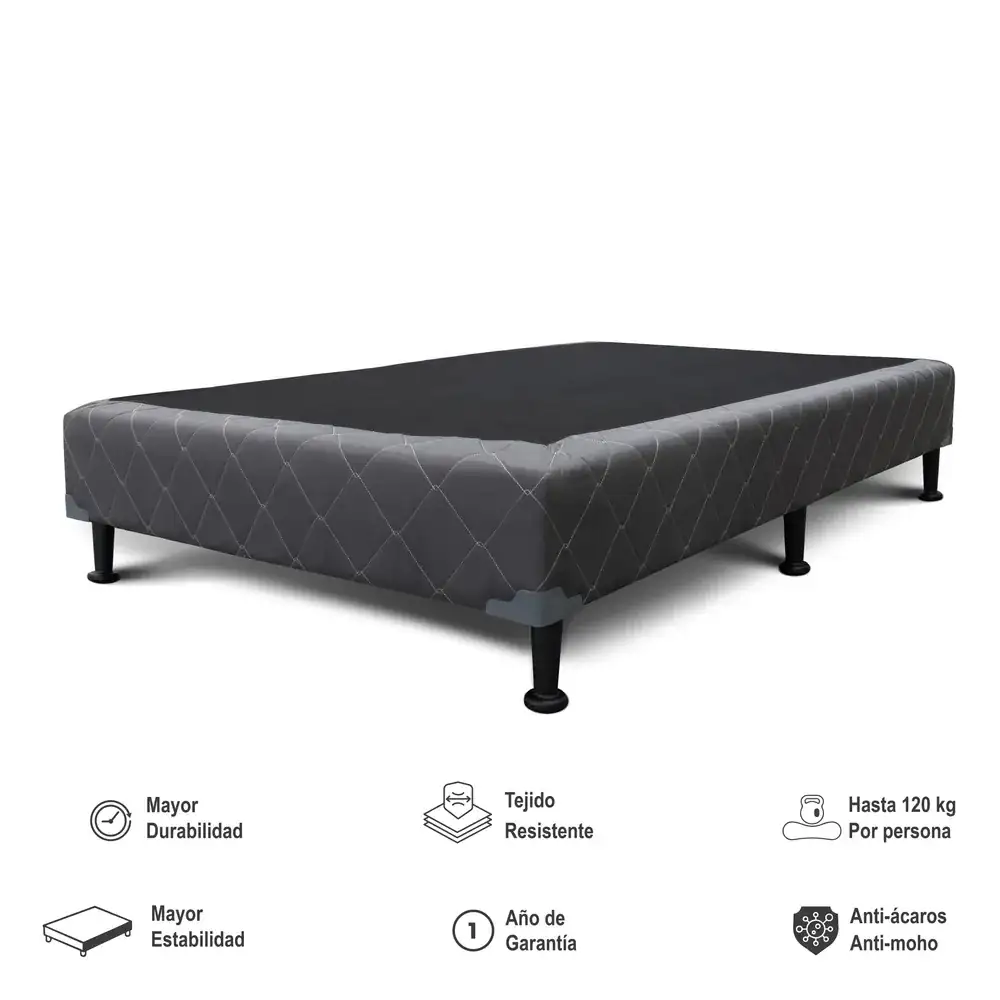 Mayor
Durabilidad
Tejido
Resistente
Hasta 120 kg
Por persona
Mayor
Estabilidad
1
Año de
Garantía
Anti-ácaros
Anti-moho